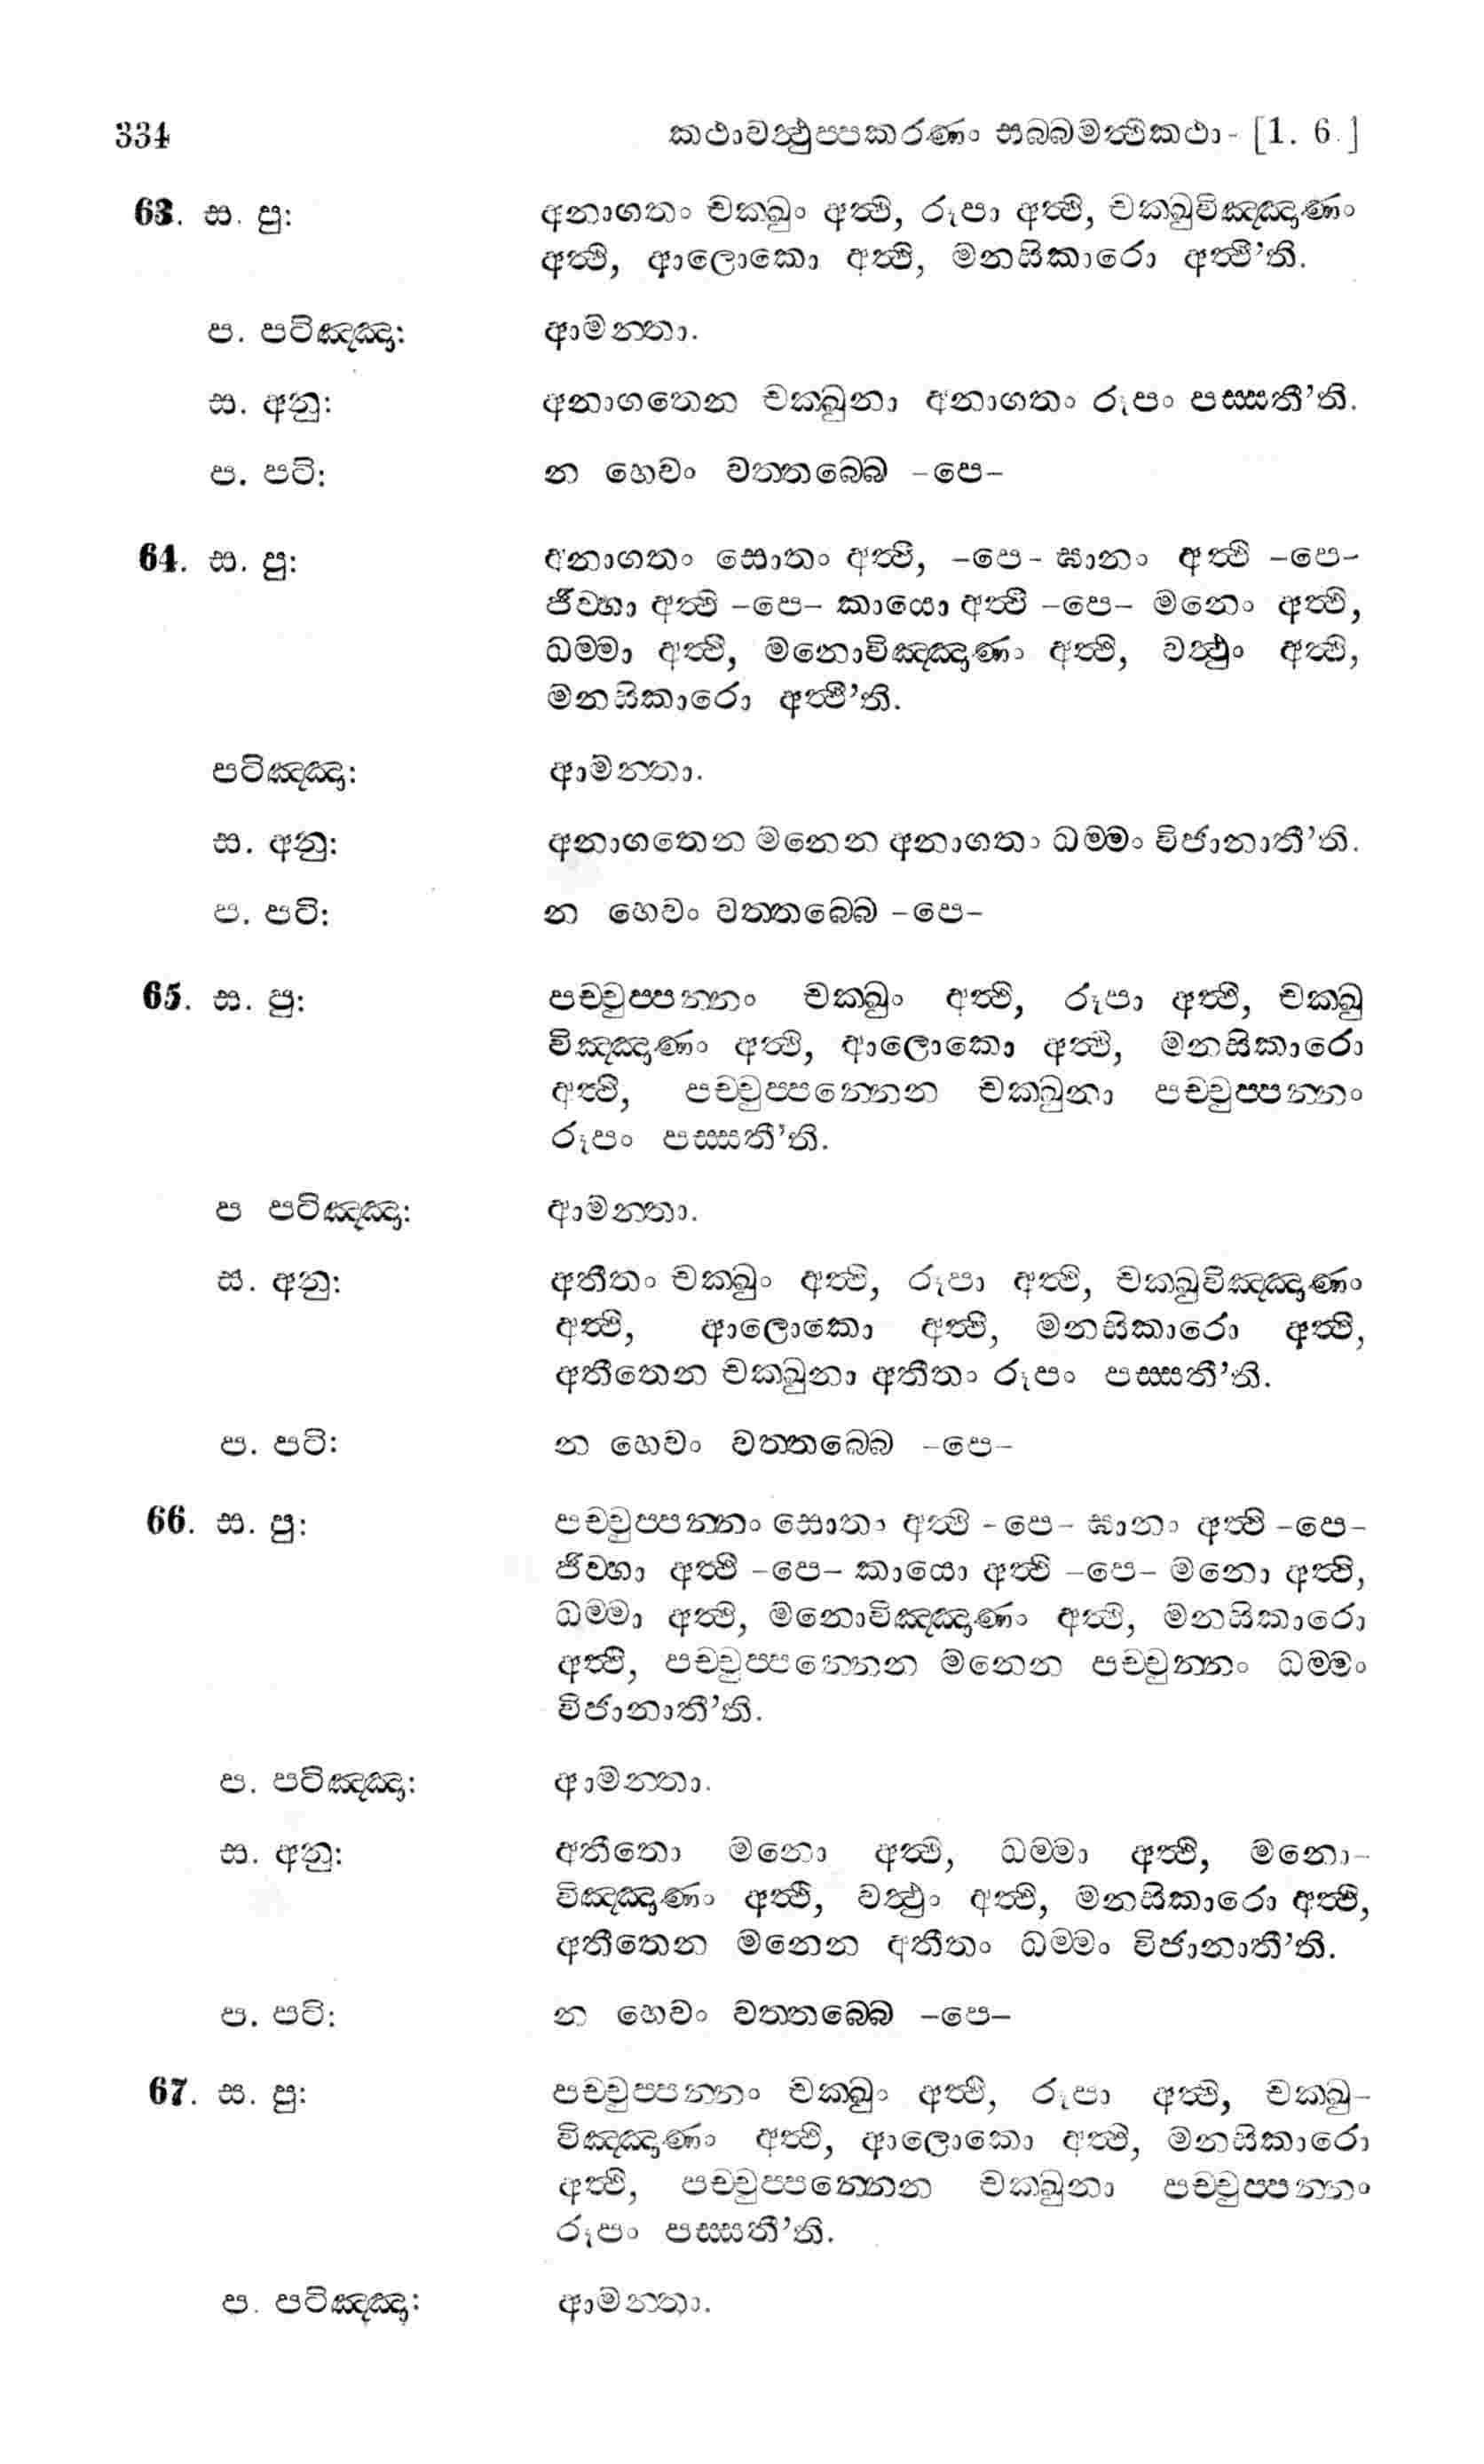 334 කථාවත්ථුප්පකරණං සබ්බමත්ථිකථා- [1. 6.]
63. ස. පු: අනාගතං චක්ඛුං අත්ථි, රූපා අත්ථි, චක්ඛුවිඤ්ඤාණං
අත්ථි, ආලොකො අත්ථි, මනසිකාරො අත්ථී'ති.
ප. පටිඤ්ඤා: ආමන්තා.
ස. අනු: අනාගතෙන චක්ඛුනා අනාගතං රූපං පස්සතී'ති.
ප. පටි: න හෙවං වත්තබ්බෙ -පෙ-
64. ස. පු: අනාගතං සොතං අත්ථි, -පෙ- ඝානං අත්ථි -පෙ-
ජිව්හා අත්ථි -පෙ- කායො අත්ථි -පෙ- මනොං අත්ථි,
ධම්මා අත්ථි, මනොවිඤ්ඤාණං අත්ථි, වත්ථුං අත්ථි,
මනසිකාරො අත්ථී'ති.
පටිඤ්ඤා: ආමන්තා.
ස. අනු: අනාගතෙන මනෙන අනාගතං ධම්මං විජානාතී'ති.
ප. පටි: න හෙවං වත්තබ්බෙ -පෙ-
65. ස. පු: පච්චුප්පන්නං චක්ඛුං අත්ථි, රූපා අත්ථි, චක්ඛු
විඤ්ඤාණං අත්ථි, ආලොකො අත්ථි, මනසිකාරො
අත්ථි, පච්චුප්පන්නෙන චක්ඛුනා පච්චුප්පන්නං
රූපං පස්සතී'ති.
ප පටිඤ්ඤා: ආමන්තා.
ස. අනු: අතීතං චක්ඛුං අත්ථි, රූපා අත්ථි, චක්ඛුවිඤ්ඤාණං
අත්ථි, ආලොකො අත්ථි, මනසිකාරො අත්ථි,
අතීතෙන චක්ඛුනා අතීතං රූපං පස්සතී'ති.
ප. පටි: න හෙවං වත්තබ්බෙ -පෙ-
66. ස. පු: පච්චුප්පන්නං සොතං අත්ථි -පෙ- ඝානං අත්ථි -පෙ-
ජිව්හා අත්ථි -පෙ- කායො අත්ථි -පෙ- මනො අත්ථි,
ධම්මා අත්ථි, මනොවිඤ්ඤාණං අත්ථි, මනසිකාරො
අත්ථි, පච්චුප්පන්නෙන මනෙන පච්චුන්නං ධම්මං
විජානාතී'ති.
ප. පටිඤ්ඤා: ආමන්තා.
ස. අනු: අතීතො මනො අත්ථි, ධම්මා අත්ථි, මනො-
විඤ්ඤාණං අත්ථි, වත්ථුං අත්ථි, මනසිකාරො අත්ථි,
අතීතෙන මනෙන අතීතං ධම්මං විජානාතී'ති.
ප. පටි: න හෙවං වත්තබ්බෙ -පෙ-
67. ස. පු: පච්චුප්පන්නං චක්ඛුං අත්ථි, රූපා අත්ථි, චක්ඛු-
විඤ්ඤාණං අත්ථි, ආලොකො අත්ථි, මනසිකාරො
අත්ථි, පච්චුප්පන්නෙන චක්ඛුනා පච්චුප්පන්නං
රූපං පස්සතී'ති.
ප. පටිඤ්ඤා: ආමන්තා.